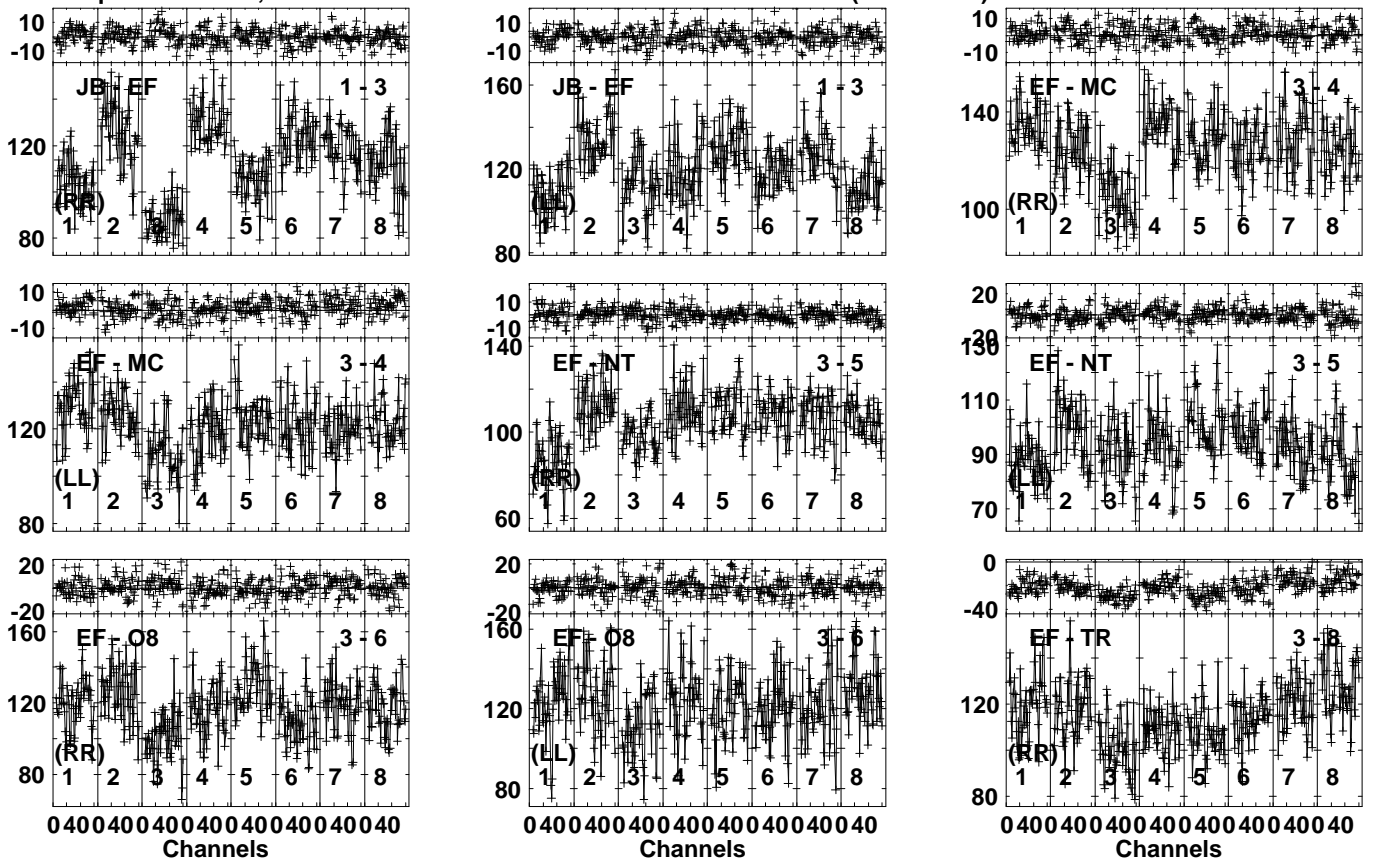 10 10 10
-10 -10 -10
JB - EF 1 - 3 160 JB - EF 1 - 3 EF - MC 3 - 4
140
120 120
(RR) (LL) 100 (RR)
1 2 3 4 5 6 7 8 100 1 2 3 4 5 6 7 8 1 2 3 4 5 6 7 8
80 80
10 10 20
-10 -10 -20
EF - MC 3 - 4 140 EF - NT 3 - 5 130 EF - NT 3 - 5
120 110
100 90
(LL) (RR) (LL)
1 2 3 4 5 6 7 8 1 2 3 4 5 6 7 8 70 1 2 3 4 5 6 7 8
80 60
20 20 0
-20 -20 -40
160 EF - O8 3 - 6 160 EF - O8 3 - 6 EF - TR 3 - 8
120 120 120
(RR) (LL) (RR)
80 1 2 3 4 5 6 7 8 80 1 2 3 4 5 6 7 8 80 1 2 3 4 5 6 7 8
0 40 0 40 0 40 0 40 0 40 0 40 0 40 0 40 0 40 0 40 0 40 0 40 0 40 0 40 0 40 0 40 0 40 0 40 0 40 0 40 0 40 0 40 0 40 0 40
Channels Channels Channels